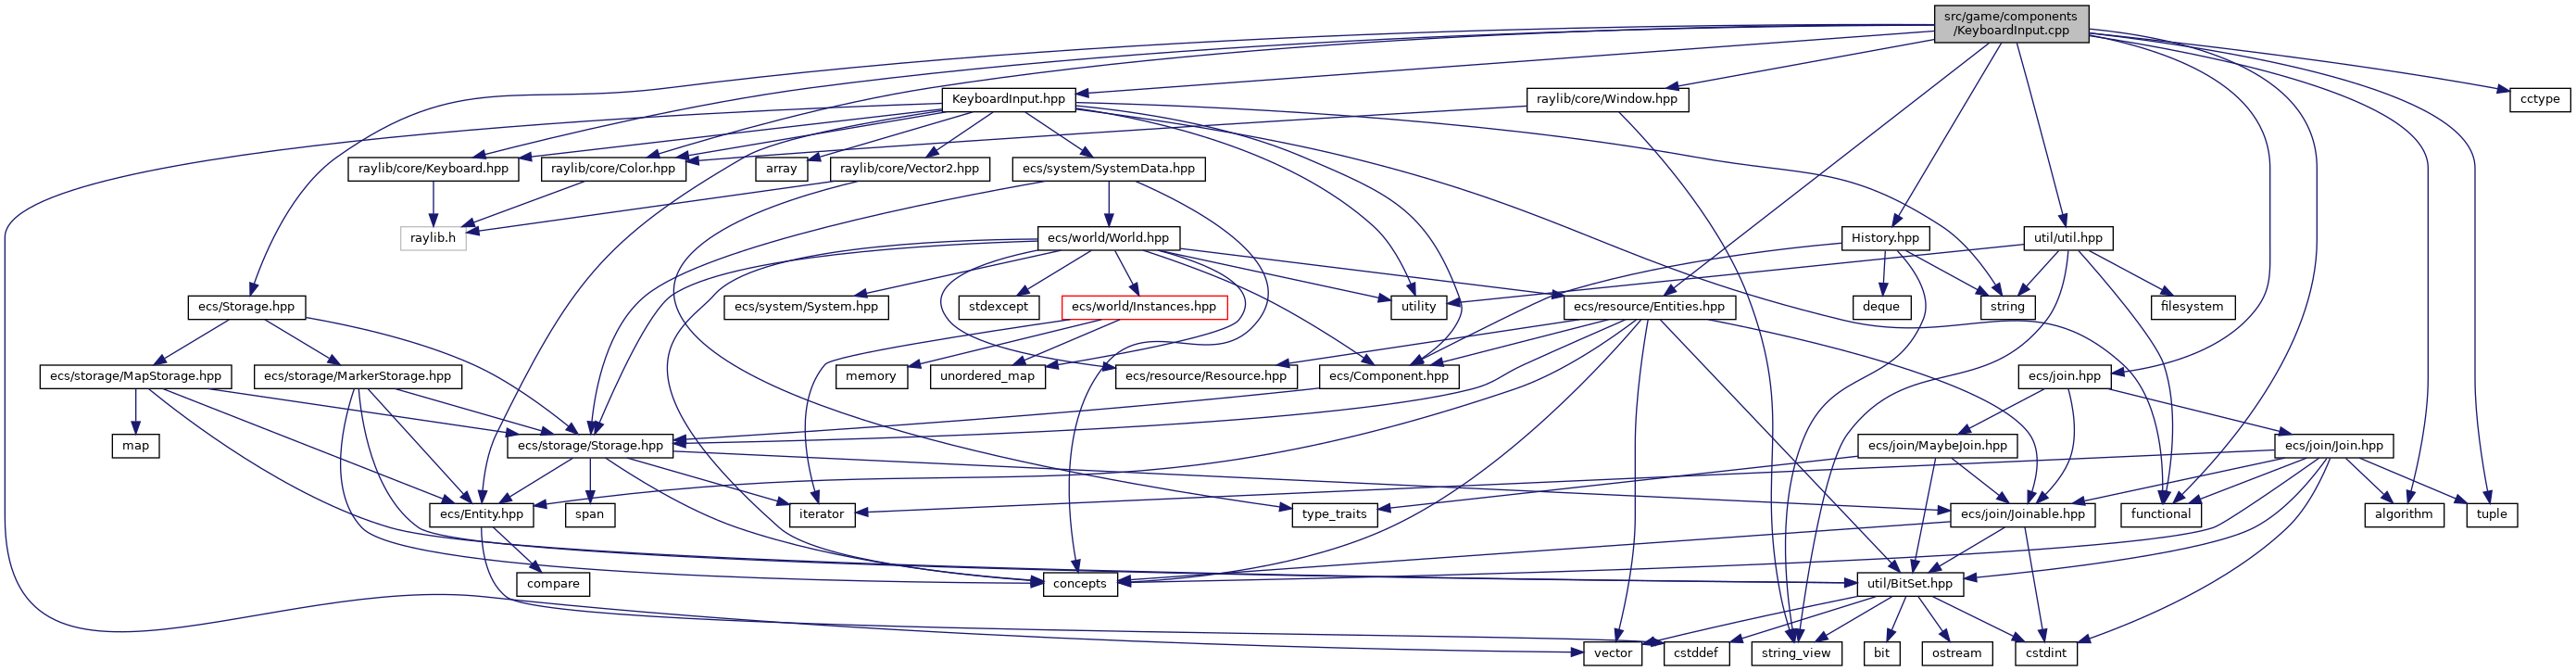 src/game/components
/KeyboardInput.cpp
KeyboardInput.hpp
raylib/core/Window.hpp
cctype
raylib/core/Keyboard.hpp
raylib/core/Color.hpp
array
raylib/core/Vector2.hpp
ecs/system/SystemData.hpp
raylib.h
ecs/world/World.hpp
History.hpp
util/util.hpp
ecs/Storage.hpp
ecs/system/System.hpp
stdexcept
ecs/world/Instances.hpp
utility
ecs/resource/Entities.hpp
deque
string
filesystem
ecs/storage/MapStorage.hpp
ecs/storage/MarkerStorage.hpp
memory
unordered_map
ecs/resource/Resource.hpp
ecs/Component.hpp
ecs/join.hpp
map
ecs/storage/Storage.hpp
ecs/join/MaybeJoin.hpp
ecs/join/Join.hpp
ecs/Entity.hpp
span
iterator
type_traits
ecs/join/Joinable.hpp
functional
algorithm
tuple
compare
concepts
util/BitSet.hpp
vector
cstddef
string_view
bit
ostream
cstdint